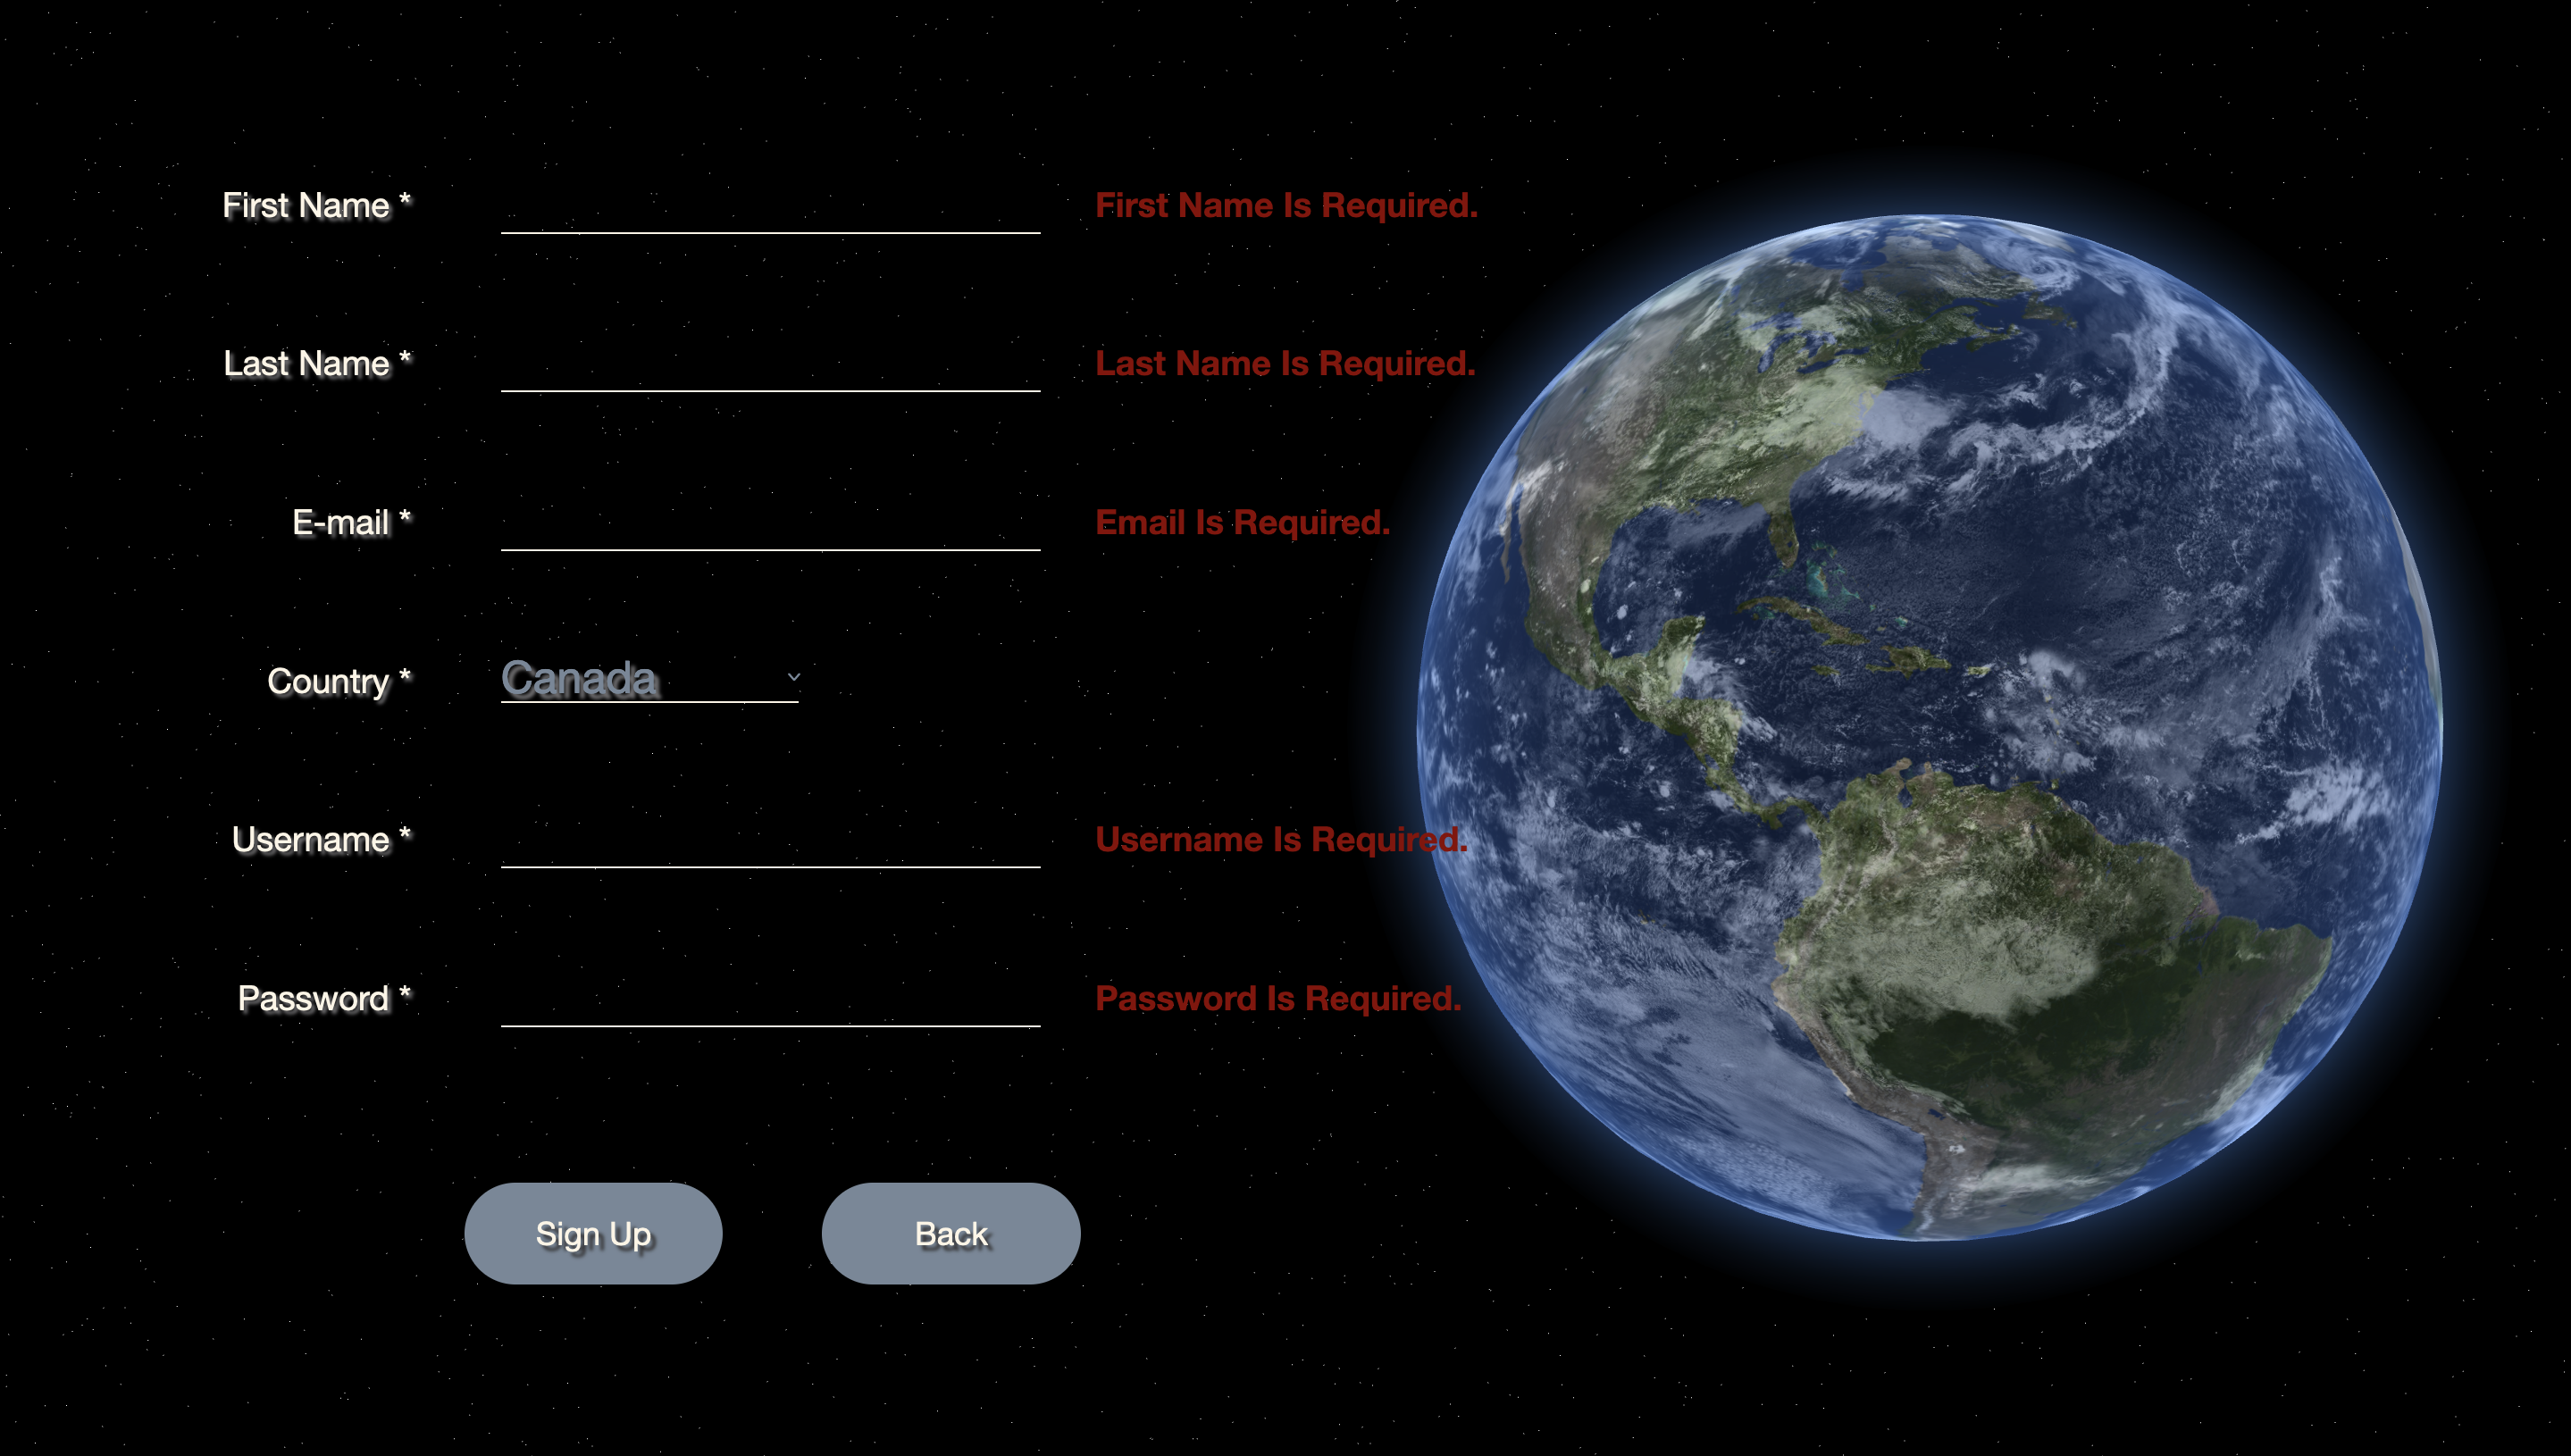 First Name * First Name Is Required.
Last Name * Last Name Is Required.
E-mail * Email Is Required.
Country * Canada
Username * Username Is Required.
Password * Password Is Required.
Sign Up Back